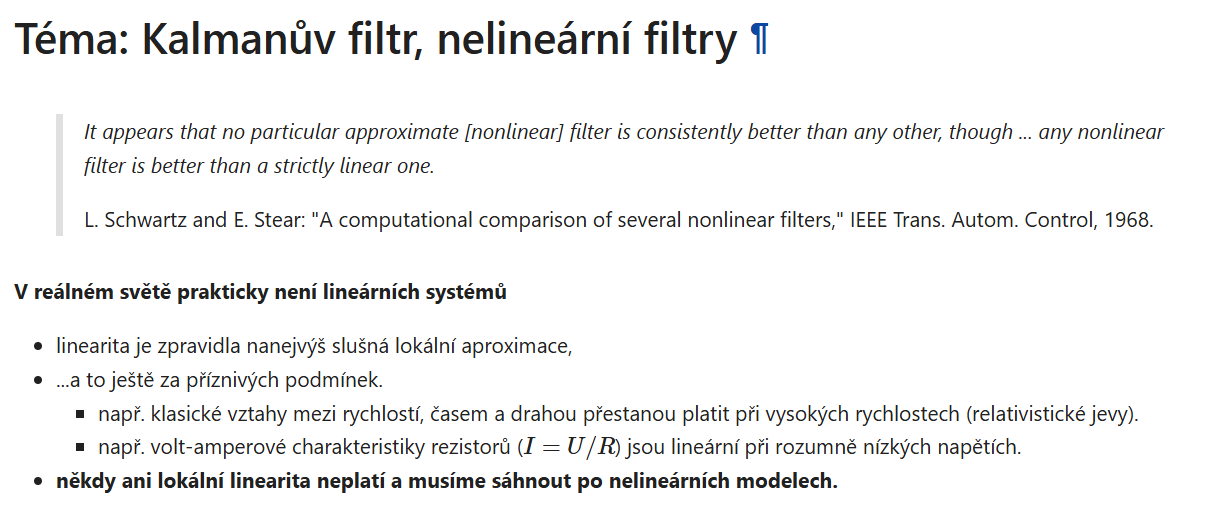 Téma: Kalmanův filtr, nelineární filtry ¶
It appears that no particular approximate [nonlinear] filter is consistently better than any other, though ... any nonlinear
filter is better than a strictly linear one.
L. Schwartz and E. Stear: "A computational comparison of several nonlinear filters," IEEE Trans. Autom. Control, 1968.
V reálném světě prakticky není lineárních systémů
• linearita je zpravidla nanejvýš slušná lokální aproximace,
• ...a to ještě za příznivých podmínek.
▪ např. klasické vztahy mezi rychlostí, časem a drahou přestanou platit při vysokých rychlostech (relativistické jevy).
▪ např. volt-amperové charakteristiky rezistorů (I = U/R) jsou lineární při rozumně nízkých napětích.
• někdy ani lokální linearita neplatí a musíme sáhnout po nelineárních modelech.